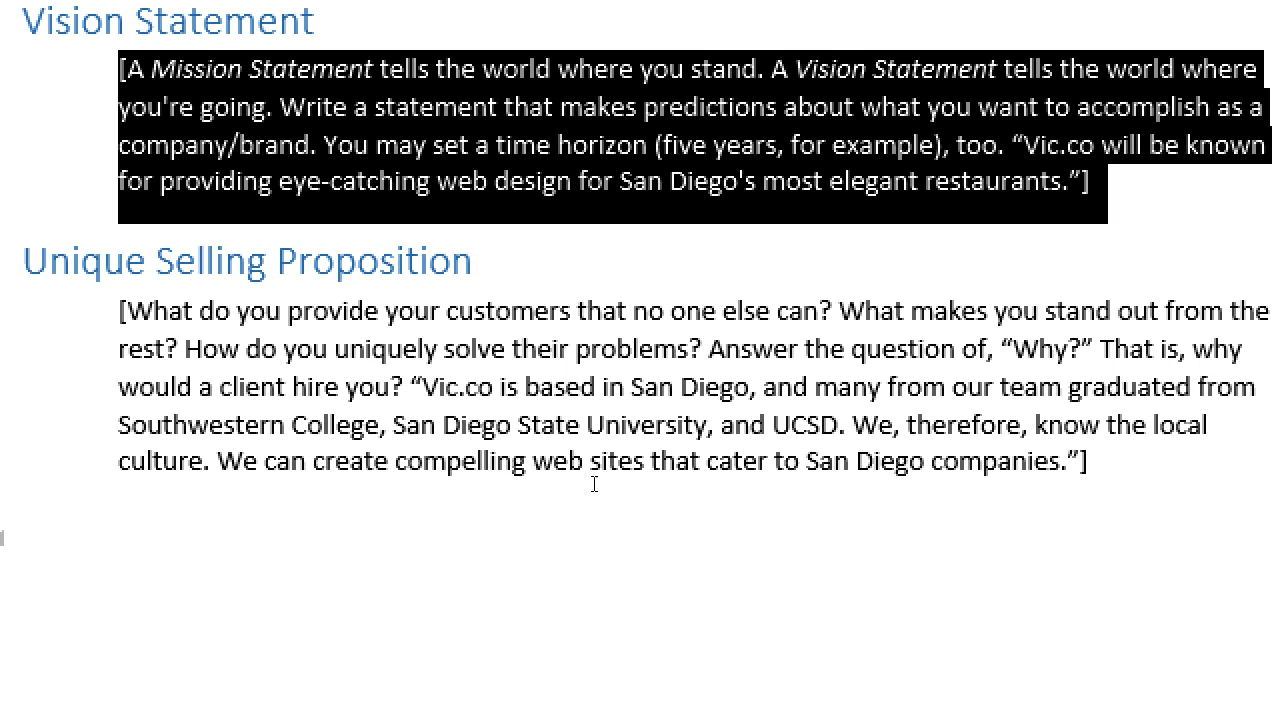 Vision Statement
[A Mission Statement tells the world where you stand. A Vision Statement tells the world where
you're going. Write a statement that makes predictions about what you want to accomplish as a
company/brand. You may set a time horizon (five years, for example), too. “Vic.co will be known
for providing eye-catching web design for San Diego's most elegant restaurants.”]
Unique Selling Proposition
[What do you provide your customers that no one else can? What makes you stand out from the
rest? How do you uniquely solve their problems? Answer the question of, “Why?” That is, why
would a client hire you? “Vic.co is based in San Diego, and many from our team graduated from
Southwestern College, San Diego State University, and UCSD. We, therefore, know the local
culture. We can create compelling web sites that cater to San Diego companies.”]